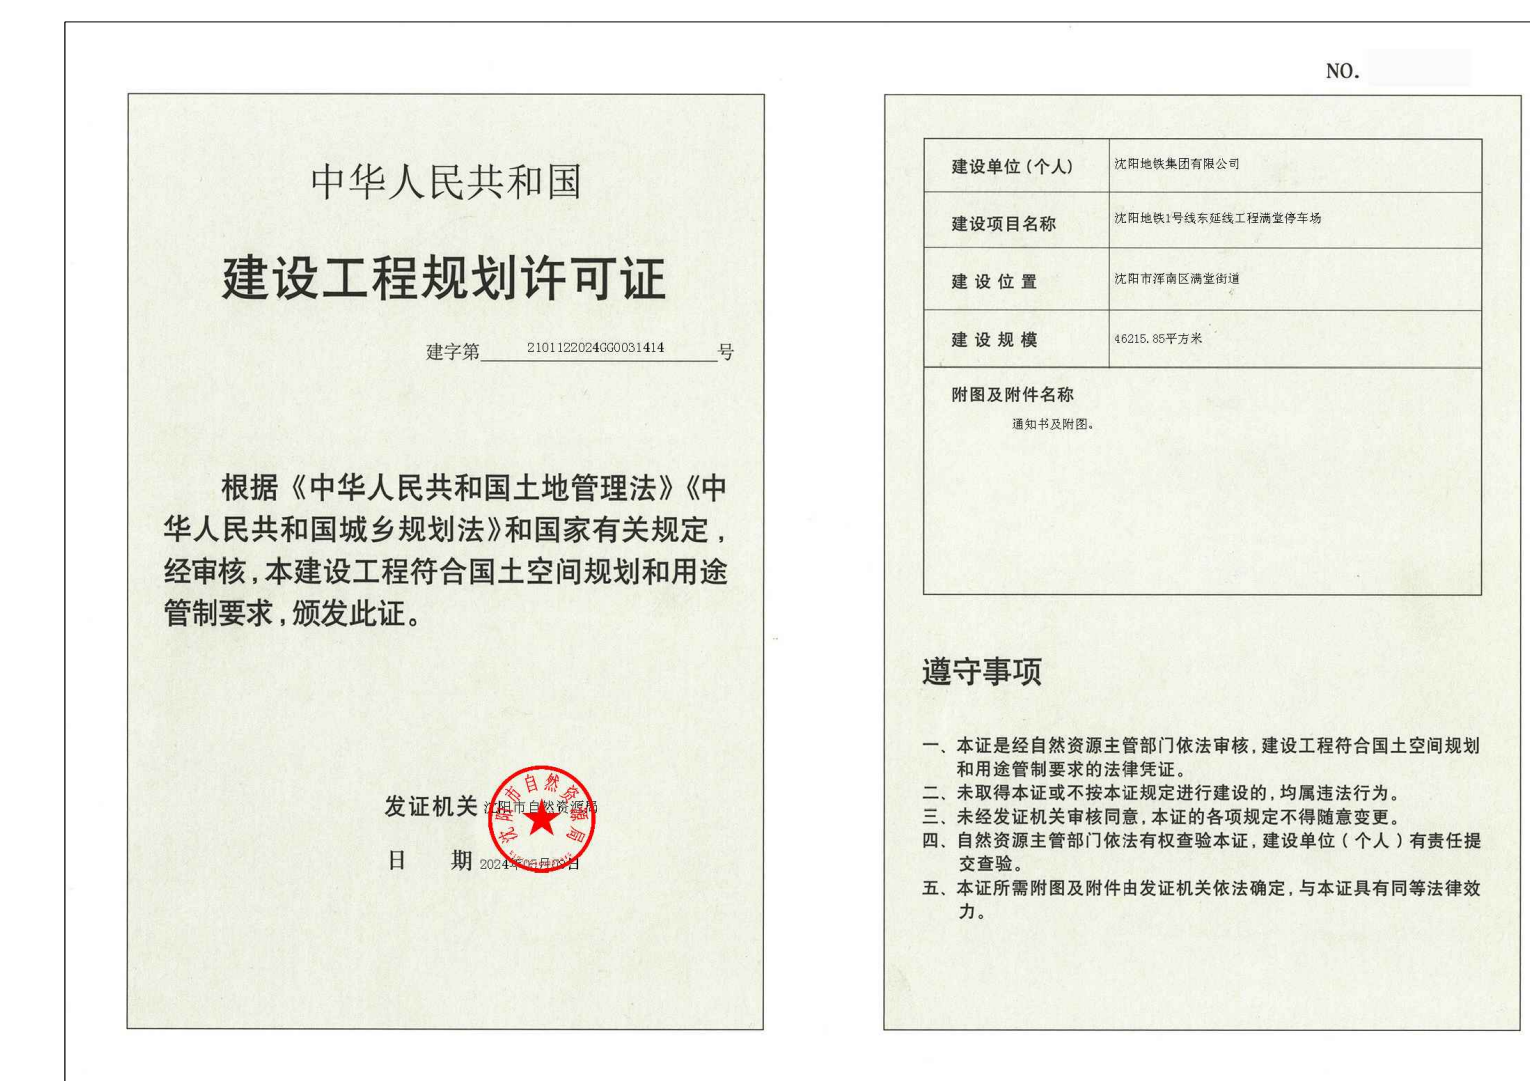 NO.
中华人民共和国
建设工程规划许可证
建字第 2101122024GG0031414 号
根据《中华人民共和国土地管理法》《中
华人民共和国城乡规划法》和国家有关规定，
经审核，本建设工程符合国土空间规划和用途
管制要求，颁发此证。
发证机关 沈阳市自然资源局
日 期 2024年
沈阳市自然资源局
建设单位（个人） 沈阳地铁集团有限公司
建设项目名称 沈阳地铁1号线东延线工程满堂停车场
建设位置 沈阳市浑南区满堂街道
建设规模 46215.85平方米
附图及附件名称
通知书及附图。
遵守事项
一、本证是经自然资源主管部门依法审核，建设工程符合国土空间规划
和用途管制要求的法律凭证。
二、未取得本证或不按本证规定进行建设的，均属违法行为。
三、未经发证机关审核同意，本证的各项规定不得随意变更。
四、自然资源主管部门依法有权查验本证，建设单位（个人）有责任提
交查验。
五、本证所需附图及附件由发证机关依法确定，与本证具有同等法律效
力。